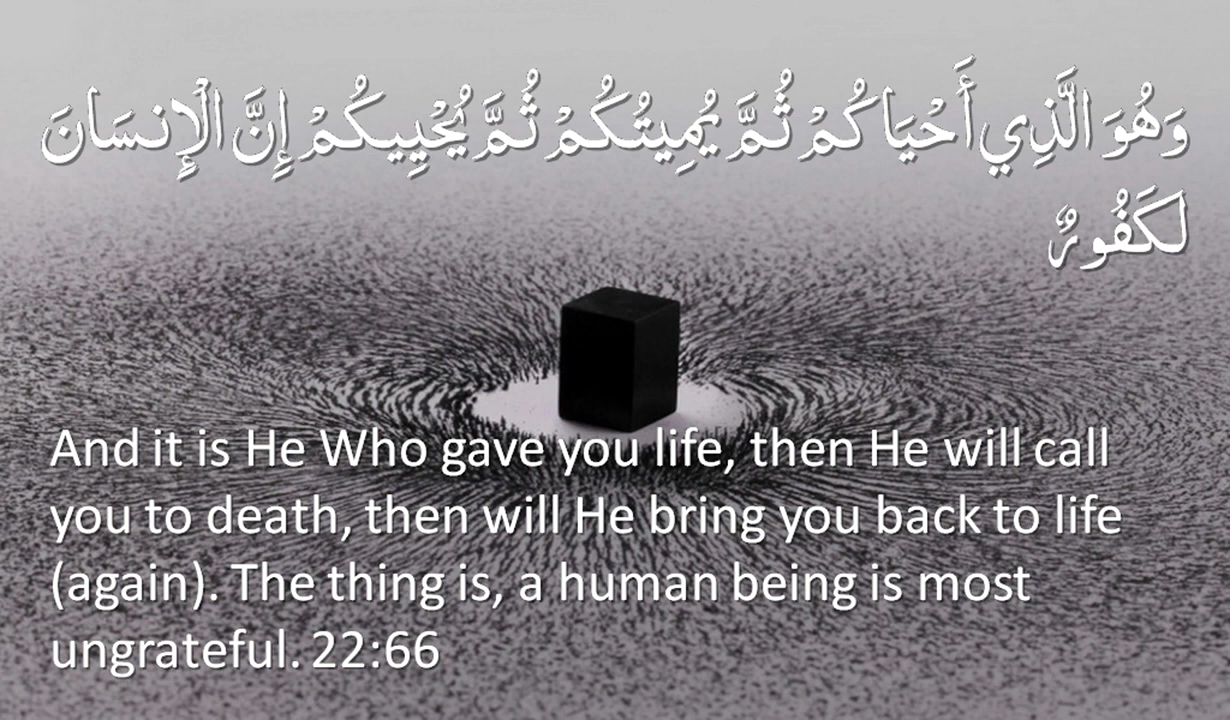 وَهُوَ الَّذِي أَحْيَاكُمْ ثُمَّ يُمِيتُكُمْ ثُمَّ يُحْيِيكُمْ إِنَّ الْإِنسَانَ
لَكَفُورٌ
And it is He Who gave you life, then He will call
you to death, then will He bring you back to life
(again). The thing is, a human being is most
ungrateful. 22:66